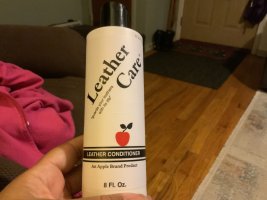 Leather
Care
LEATHER CONDITIONER
An Apple Brand Product
8 FL Oz.